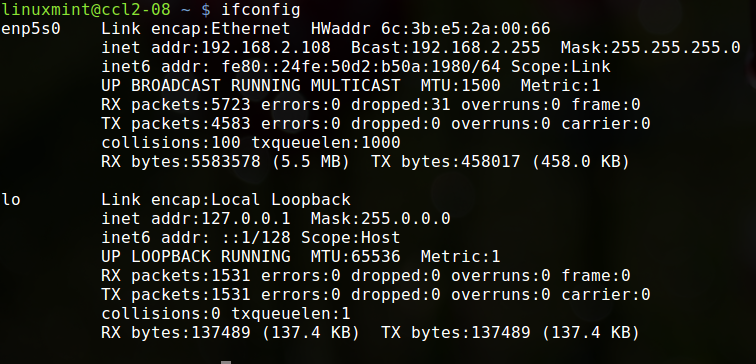 linuxmint@ccl2-08 ~ $ ifconfig
enp5s0    Link encap:Ethernet  HWaddr 6c:3b:e5:2a:00:66
          inet addr:192.168.2.108  Bcast:192.168.2.255  Mask:255.255.255.0
          inet6 addr: fe80::24fe:50d2:b50a:1980/64 Scope:Link
          UP BROADCAST RUNNING MULTICAST  MTU:1500  Metric:1
          RX packets:5723 errors:0 dropped:31 overruns:0 frame:0
          TX packets:4583 errors:0 dropped:0 overruns:0 carrier:0
          collisions:100 txqueuelen:1000
          RX bytes:5583578 (5.5 MB)  TX bytes:458017 (458.0 KB)

lo        Link encap:Local Loopback
          inet addr:127.0.0.1  Mask:255.0.0.0
          inet6 addr: ::1/128 Scope:Host
          UP LOOPBACK RUNNING  MTU:65536  Metric:1
          RX packets:1531 errors:0 dropped:0 overruns:0 frame:0
          TX packets:1531 errors:0 dropped:0 overruns:0 carrier:0
          collisions:0 txqueuelen:1
          RX bytes:137489 (137.4 KB)  TX bytes:137489 (137.4 KB)